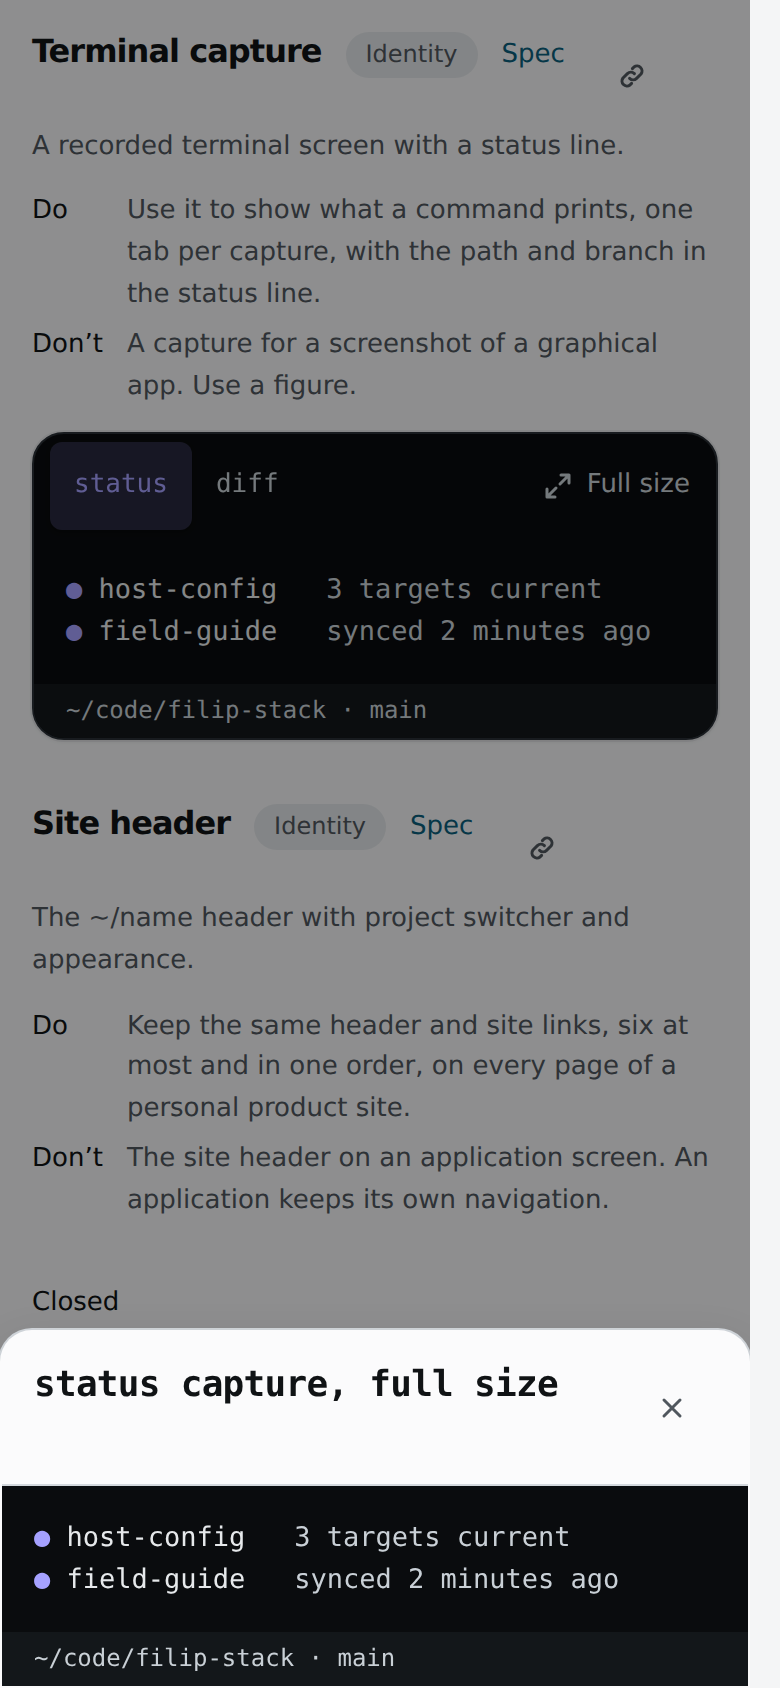 Terminal capture Identity Spec
A recorded terminal screen with a status line.
Do Use it to show what a command prints, one
tab per capture, with the path and branch in
the status line.
Don’t A capture for a screenshot of a graphical
app. Use a figure.
status diff Full size
● host-config 3 targets current
● field-guide synced 2 minutes ago
~/code/filip-stack · main
Site header Identity Spec
The ~/name header with project switcher and
appearance.
Do Keep the same header and site links, six at
most and in one order, on every page of a
personal product site.
Don’t The site header on an application screen. An
application keeps its own navigation.
Closed
status capture, full size
● host-config 3 targets current
● field-guide synced 2 minutes ago
~/code/filip-stack · main